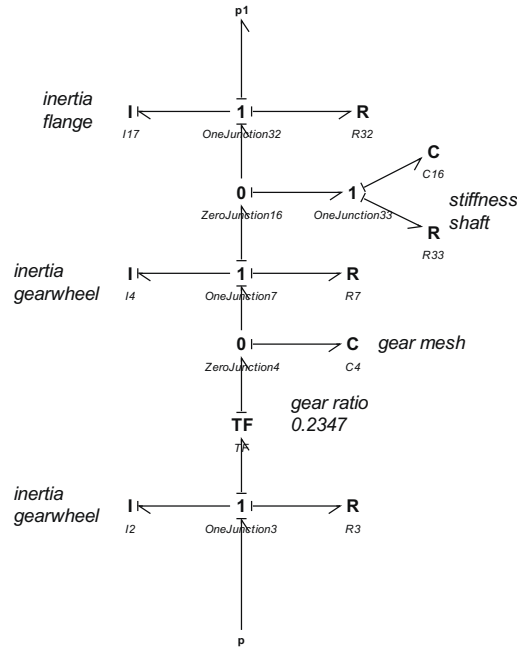 p1
inertia
flange
I
1
R
I17
OneJunction32
R32
C
C16
0
1
ZeroJunction16
OneJunction33
stiffness
shaft
R
R33
inertia
gearwheel
I
1
R
I4
OneJunction7
R7
0
C
gear mesh
ZeroJunction4
C4
gear ratio
0.2347
TF
TF
inertia
gearwheel
I
1
R
I2
OneJunction3
R3
p